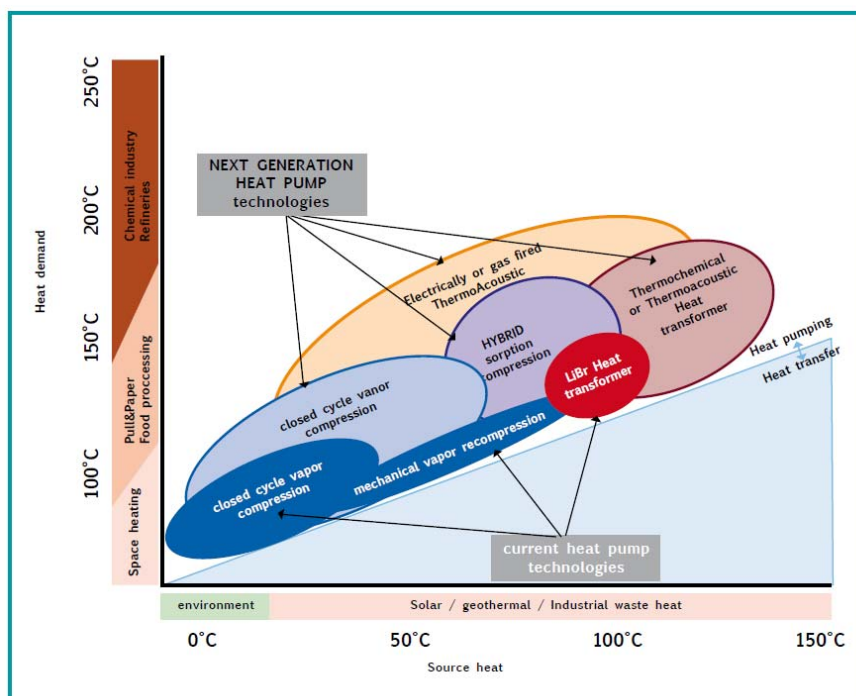 250°C
200°C
150°C
100°C
Heat demand
Chemical industry
Refineries
Pull&Paper
Food proccessing
Space heating
NEXT GENERATION
HEAT PUMP
technologies
Electrically or gas fired
ThermoAcoustic
Thermochemical
or Thermoacoustic
Heat
transformer
HYBRID
sorption
compression
LiBr Heat
transformer
Heat pumping
Heat transfer
closed cycle vanor
compression
mechanical vapor recompression
closed cycle vapor
compression
current heat pump
technologies
environment
Solar / geothermal / Industrial waste heat
0°C
50°C
100°C
150°C
Source heat